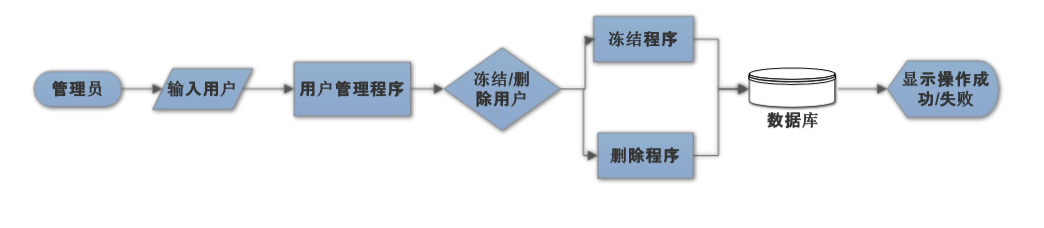 管理员
输入用户
用户管理程序
冻结/删
除用户
冻结程序
删除程序
数据库
显示操作成
功/失败